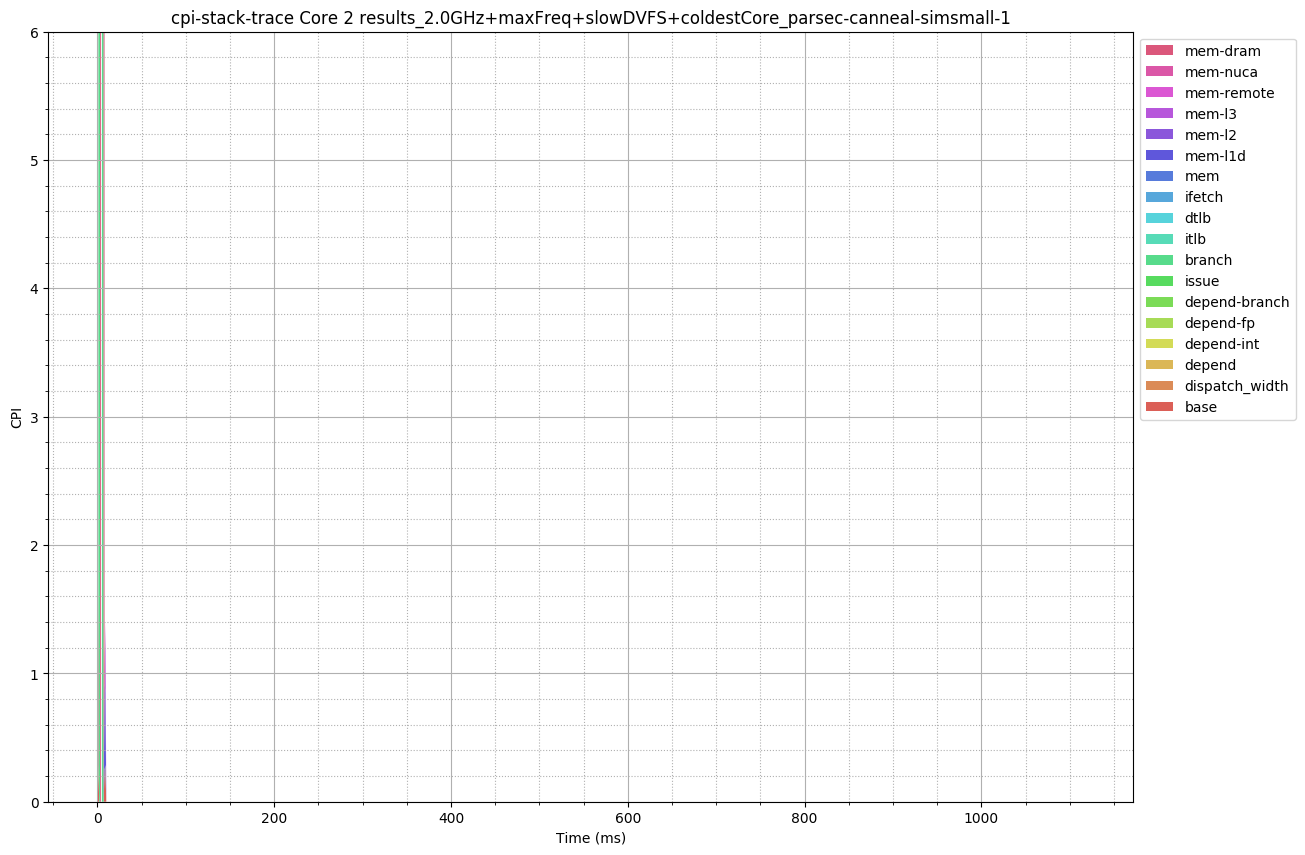 cpi-stack-trace Core 2 results_2.0GHz+maxFreq+slowDVFS+coldestCore_parsec-canneal-simsmall-1
6
5
4
3
2
1
0
CPI
0 200 400 600 800 1000
Time (ms)
mem-dram
mem-nuca
mem-remote
mem-l3
mem-l2
mem-l1d
mem
ifetch
dtlb
itlb
branch
issue
depend-branch
depend-fp
depend-int
depend
dispatch_width
base